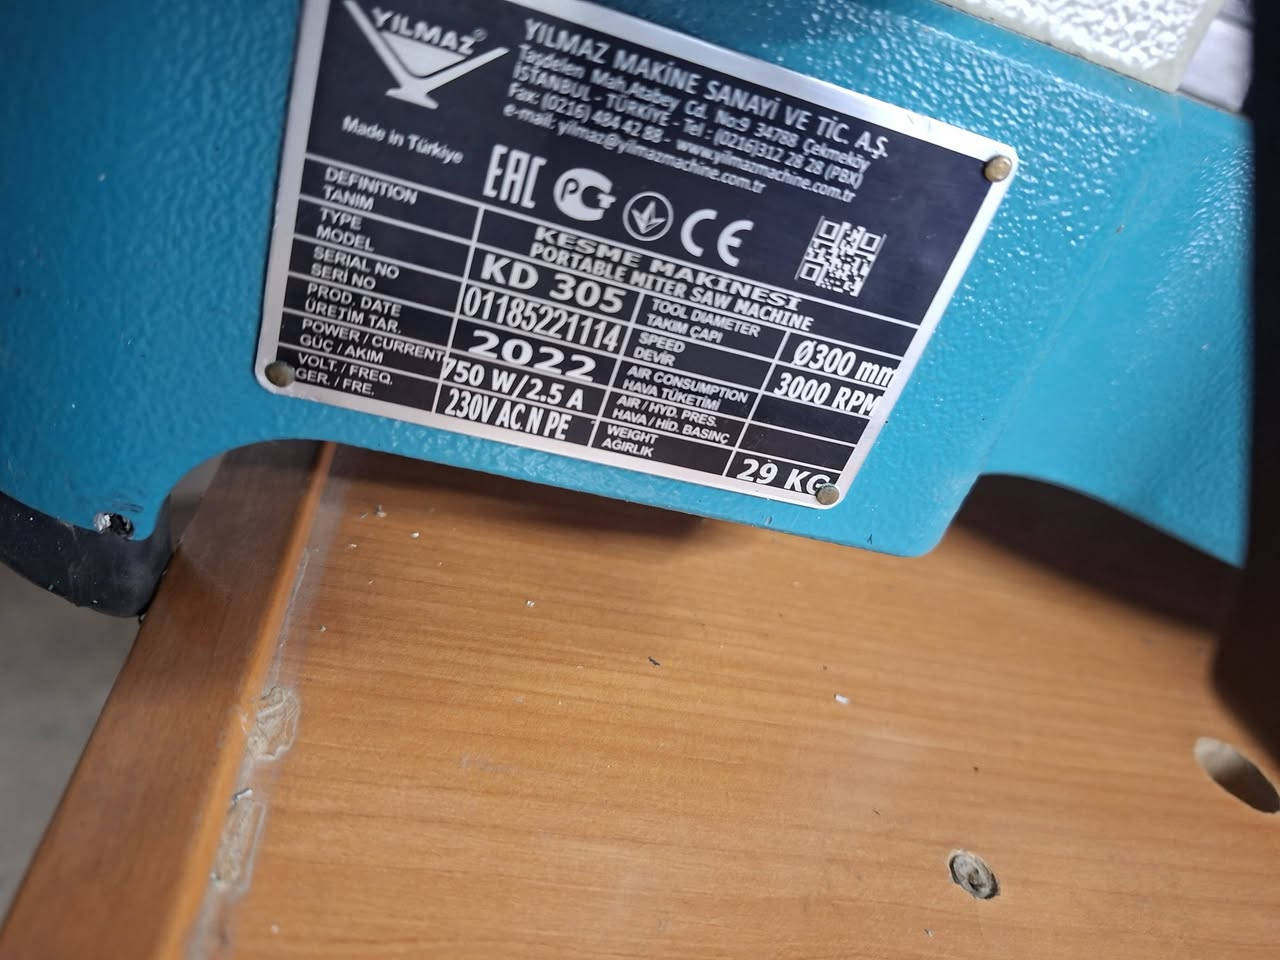 YILMAZ®
YILMAZ MAKİNE SANAYİ VE TİC. A.Ş.
Taşdelen Mah.Atabey Cd. No:9 34788 Çekmeköy
İSTANBUL - TÜRKİYE - Tel : (0216)312 28 28 (PBX)
Fax: (0216) 484 42 88 - www.yilmazmachine.com.tr
e-mail: yilmaz@yilmazmachine.com.tr
Made in Türkiye
EAC PG CE
DEFINITION
TANIM
KESME MAKİNESİ
PORTABLE MITER SAW MACHINE
TYPE
MODEL
KD 305
TOOL DIAMETER
TAKIM ÇAPI
Ø300 mm
SERIAL NO
SERİ NO
01185221114
SPEED
DEVİR
3000 RPM
PROD. DATE
ÜRETİM TAR.
2022
AIR CONSUMPTION
HAVA TÜKETİMİ
POWER / CURRENT
GÜÇ / AKIM
750 W/2.5 A
AIR / HYD. PRES.
HAVA / HİD. BASINÇ
VOLT. / FREQ.
GER. / FRE.
230V AC N PE
WEIGHT
AĞIRLIK
29 KG